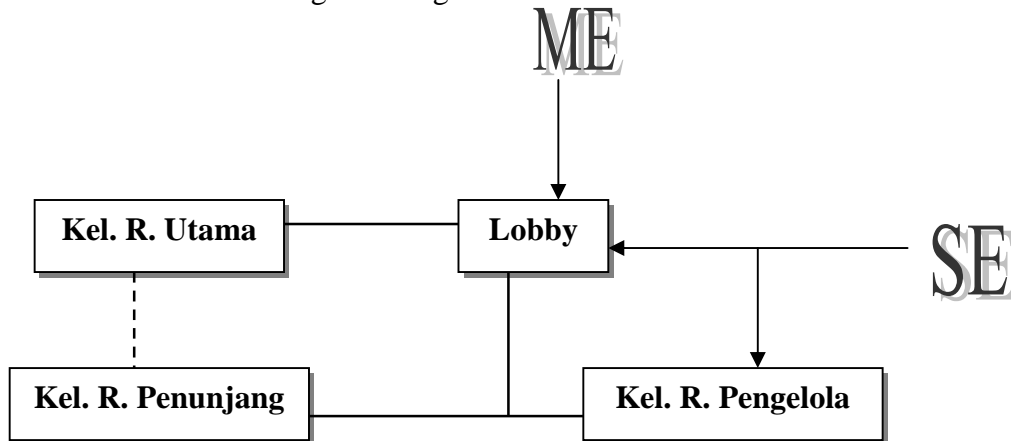 ME
Kel. R. Utama
Lobby
SE
Kel. R. Penunjang
Kel. R. Pengelola